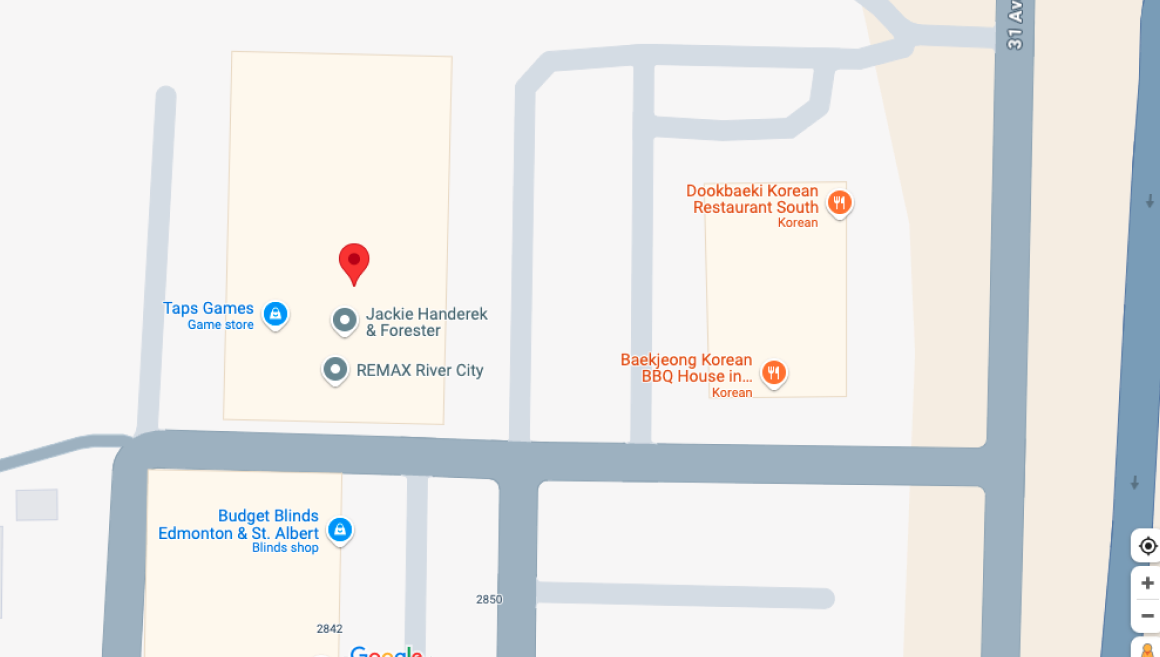 31 Av
Dookbaeki Korean
Restaurant South
Korean
Taps Games
Game store
Jackie Handerek
& Forester
REMAX River City
Baekjeong Korean
BBQ House in...
Korean
Budget Blinds
Edmonton & St. Albert
Blinds shop
2850
2842
Google